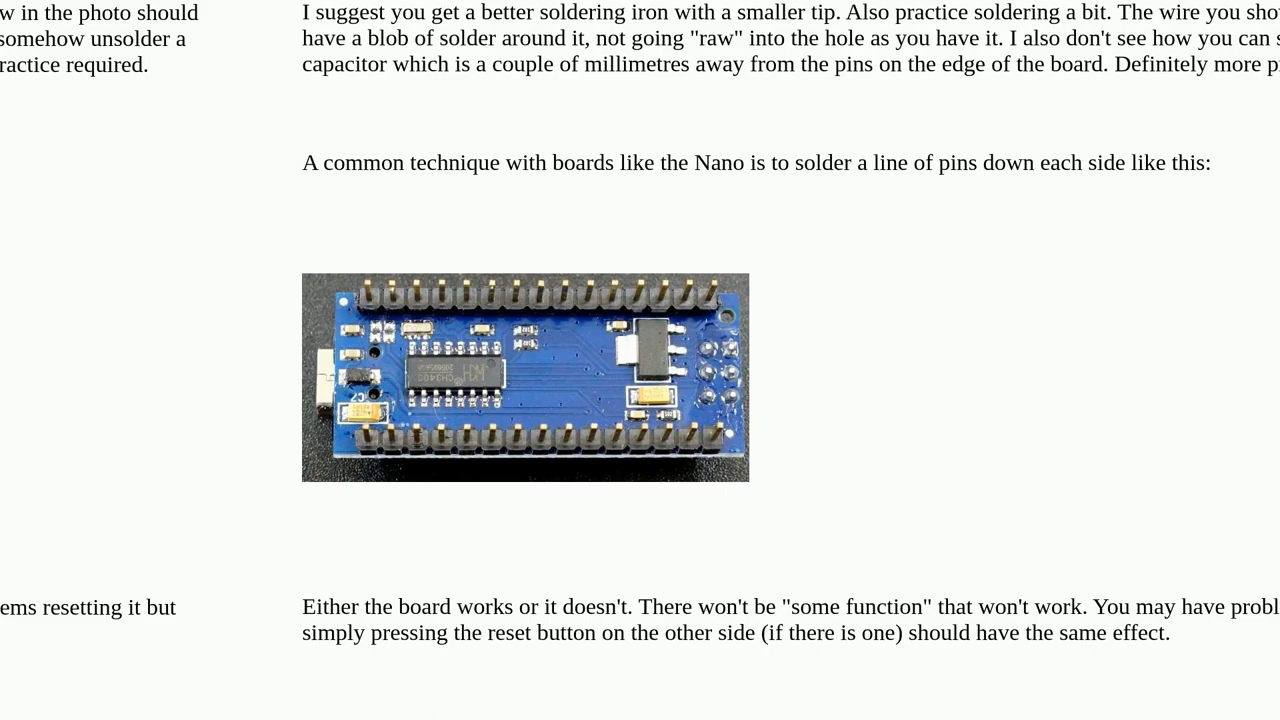 w in the photo should
somehow unsolder a
ractice required.
I suggest you get a better soldering iron with a smaller tip. Also practice soldering a bit. The wire you sho
have a blob of solder around it, not going "raw" into the hole as you have it. I also don't see how you can s
capacitor which is a couple of millimetres away from the pins on the edge of the board. Definitely more p
A common technique with boards like the Nano is to solder a line of pins down each side like this:
CH340G
ems resetting it but
Either the board works or it doesn't. There won't be "some function" that won't work. You may have probl
simply pressing the reset button on the other side (if there is one) should have the same effect.